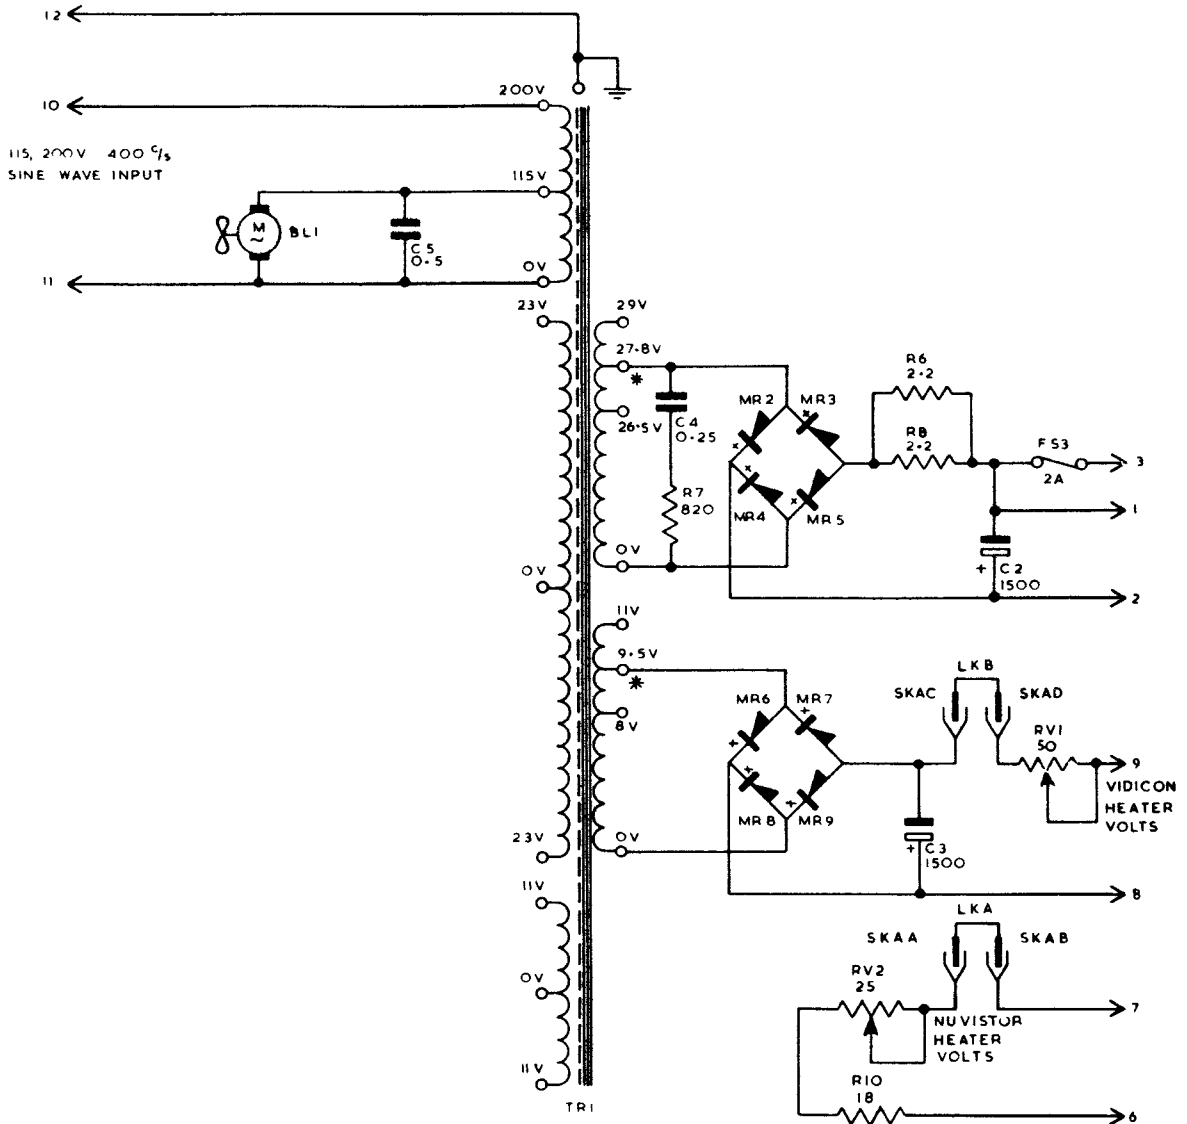 12
200V
10
115, 200V 400 c/s
SINE WAVE INPUT
115V
M
~
BL1
C5
0·5
11
0V
23V
29V
27·8V
*
26·5V
C4
0·25
R7
820
0V
0V
MR2
MR3
MR4
MR5
R6
2·2
R8
2·2
FS3
2A
3
1
+
C2
1500
2
11V
9·5V
*
8V
0V
23V
MR6
MR7
MR8
MR9
LKB
SKAC
SKAD
RV1
50
9
VIDICON
HEATER
VOLTS
+
C3
1500
8
11V
0V
11V
TR1
LKA
SKAA
SKAB
RV2
25
7
NUVISTOR
HEATER
VOLTS
R10
18
6